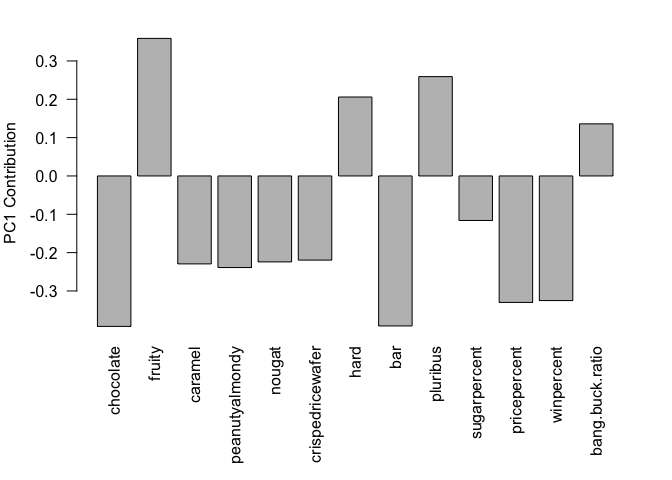 PC1 Contribution
0.3
0.2
0.1
0.0
-0.1
-0.2
-0.3
chocolate
fruity
caramel
peanutyalmondy
nougat
crispedricewafer
hard
bar
pluribus
sugarpercent
pricepercent
winpercent
bang.buck.ratio